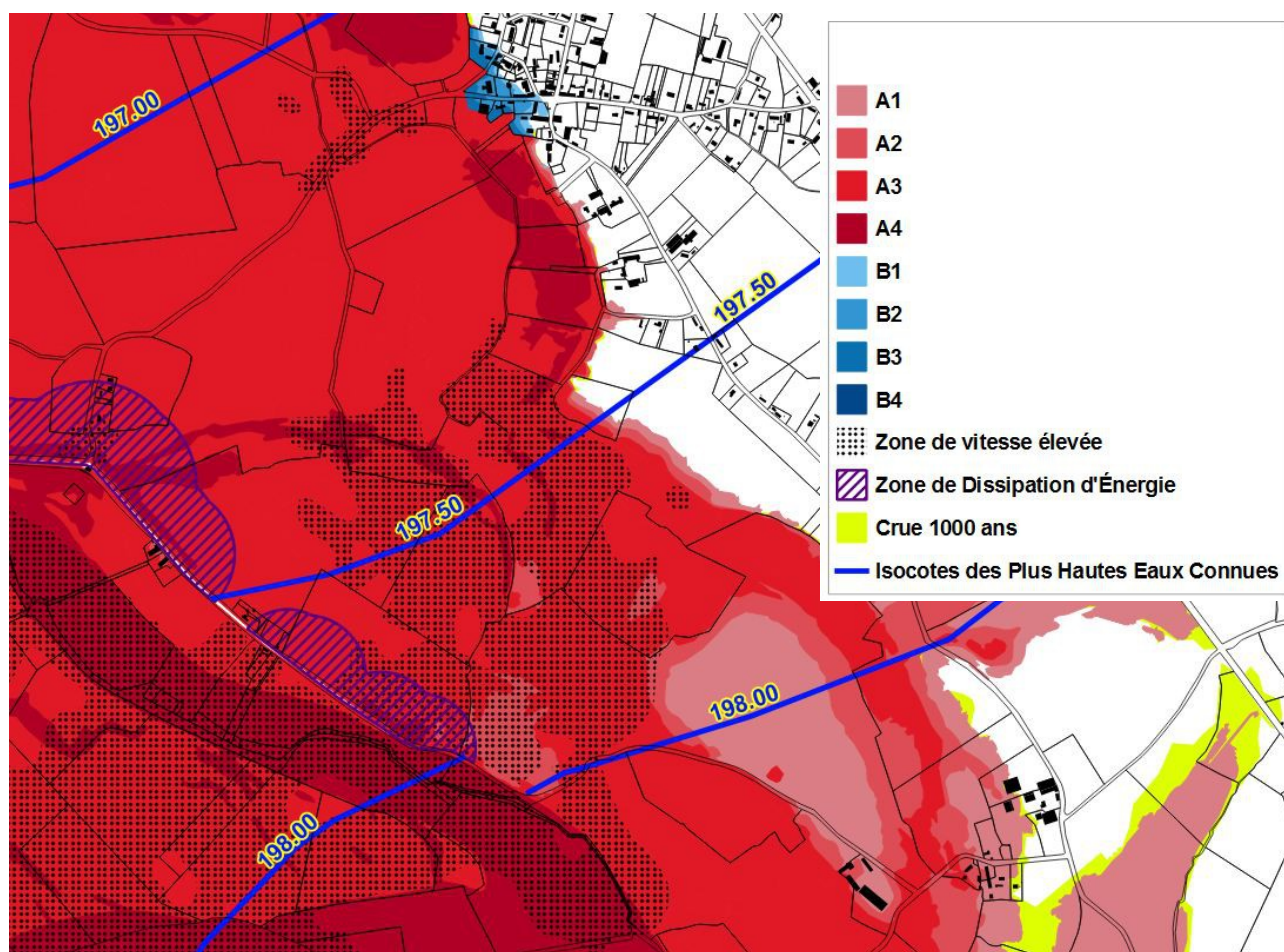 197.00
197.50
197.50
198.00
198.00
A1
A2
A3
A4
B1
B2
B3
B4
Zone de vitesse élevée
Zone de Dissipation d'Énergie
Crue 1000 ans
Isocotes des Plus Hautes Eaux Connues